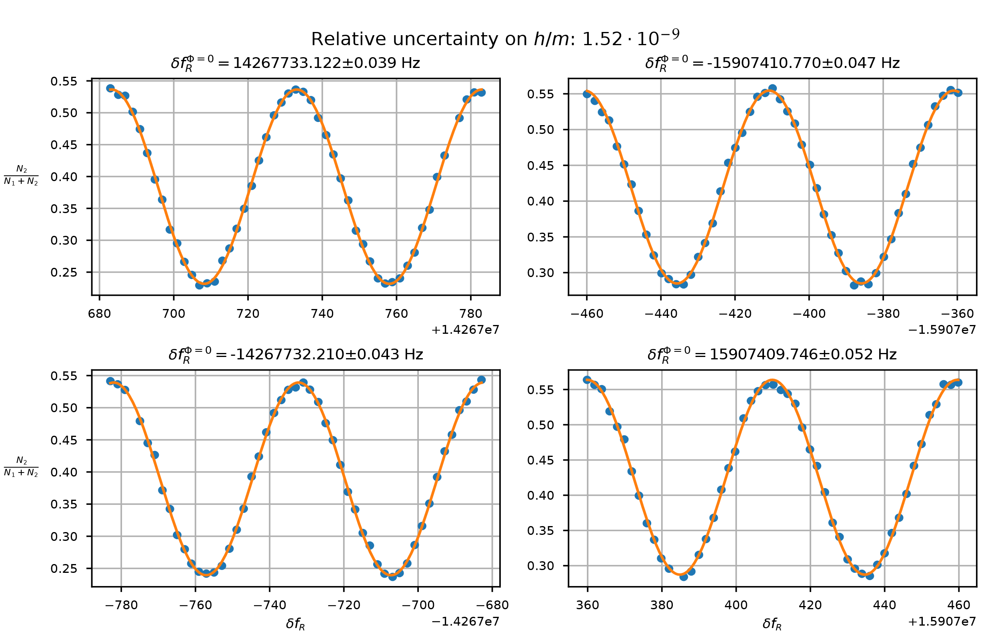 Relative uncertainty on h/m: 1.52 · 10⁻⁹
δf_R^{Φ=0} = 14267733.122±0.039 Hz
0.55
0.50
0.45
0.40
0.35
0.30
0.25
N₂/(N₁ + N₂)
680 700 720 740 760 780
+1.4267e7
δf_R^{Φ=0} = -15907410.770±0.047 Hz
0.55
0.50
0.45
0.40
0.35
0.30
−460 −440 −420 −400 −380 −360
−1.5907e7
δf_R^{Φ=0} = -14267732.210±0.043 Hz
0.55
0.50
0.45
0.40
0.35
0.30
0.25
N₂/(N₁ + N₂)
−780 −760 −740 −720 −700 −680
δf_R
−1.4267e7
δf_R^{Φ=0} = 15907409.746±0.052 Hz
0.55
0.50
0.45
0.40
0.35
0.30
360 380 400 420 440 460
δf_R
+1.5907e7